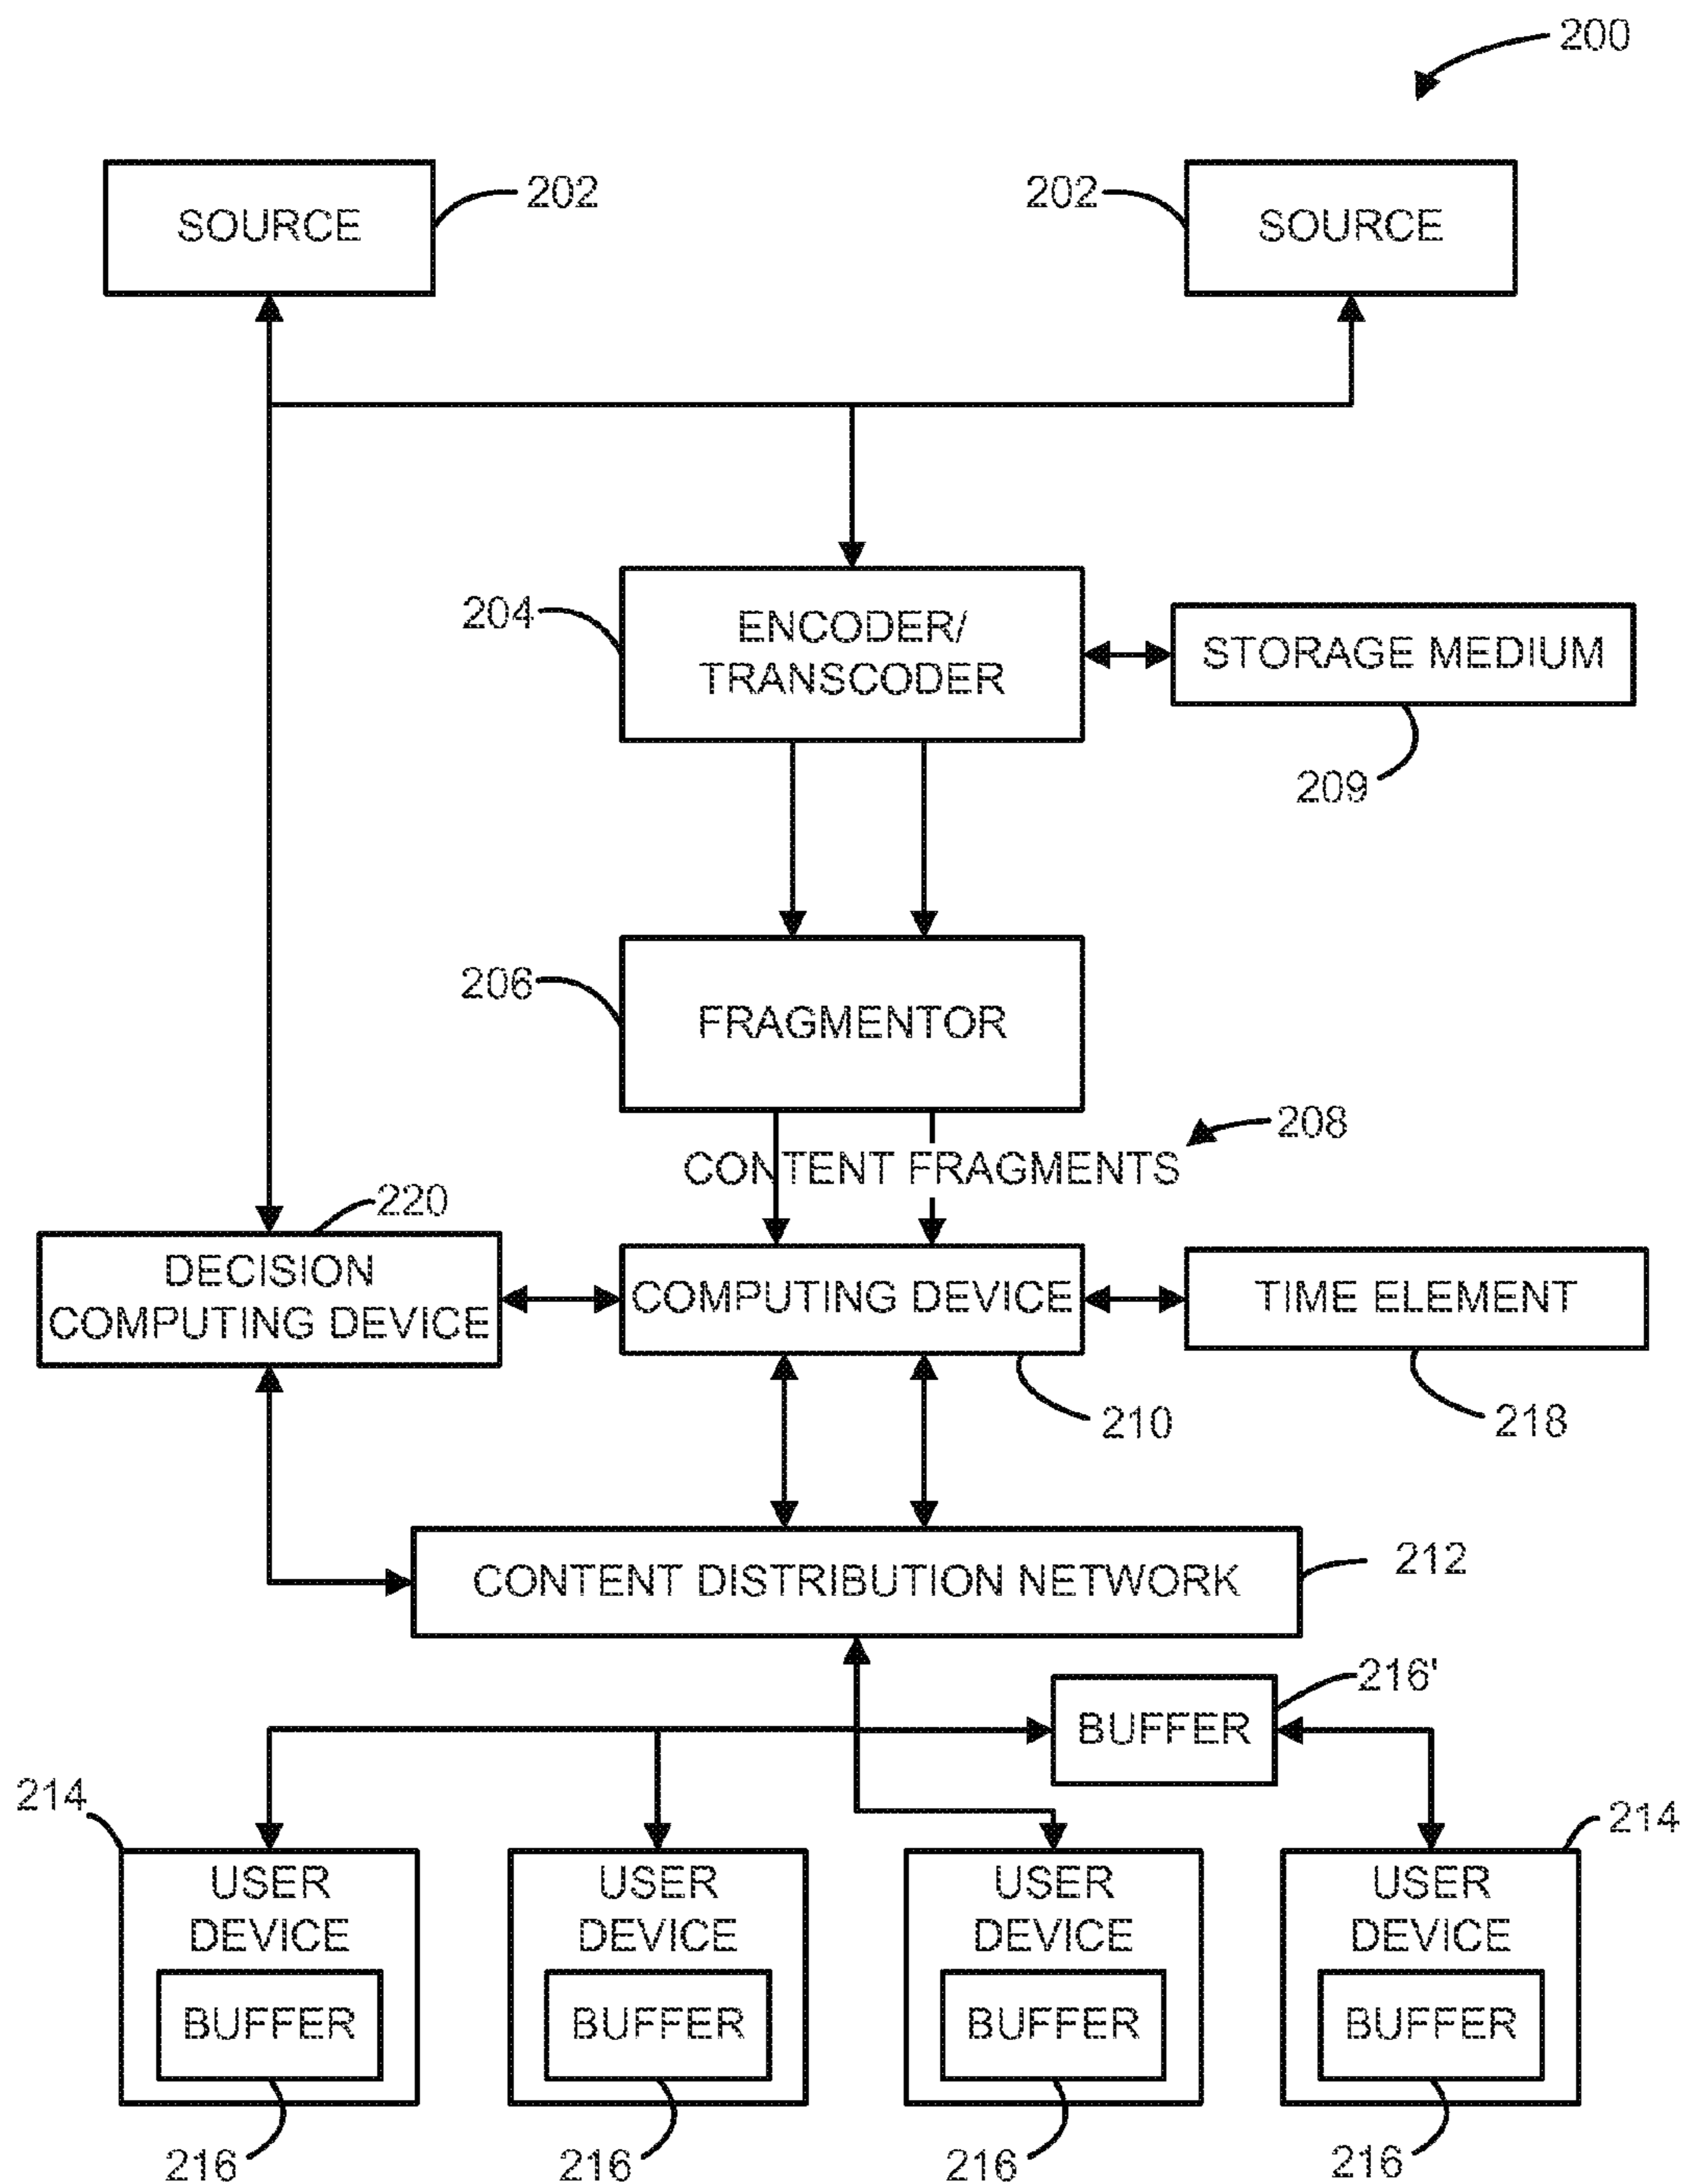 200
SOURCE
202
202
SOURCE
204
ENCODER/
TRANSCODER
STORAGE MEDIUM
209
206
FRAGMENTOR
208
CONTENT FRAGMENTS
220
DECISION
COMPUTING DEVICE
COMPUTING DEVICE
TIME ELEMENT
210
218
CONTENT DISTRIBUTION NETWORK
212
216'
BUFFER
214
214
USER
DEVICE
BUFFER
216
USER
DEVICE
BUFFER
216
USER
DEVICE
BUFFER
216
USER
DEVICE
BUFFER
216